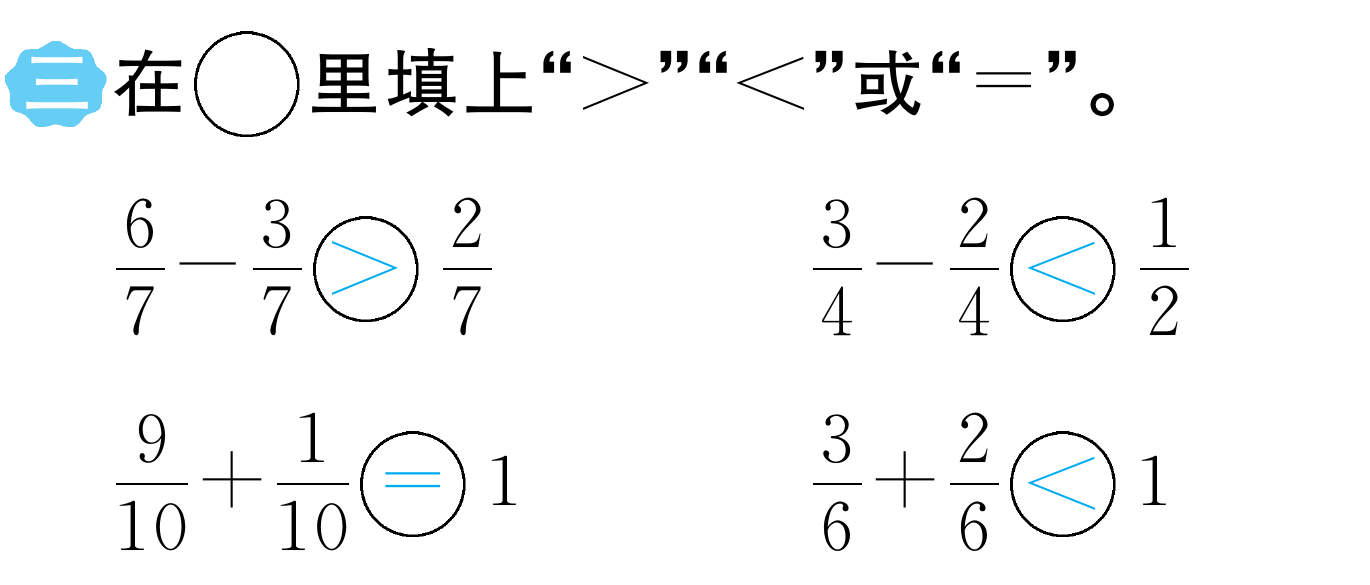 三 在○里填上“>”“<”或“=”。
6/7 - 3/7 > 2/7    3/4 - 2/4 < 1/2
9/10 + 1/10 = 1    3/6 + 2/6 < 1